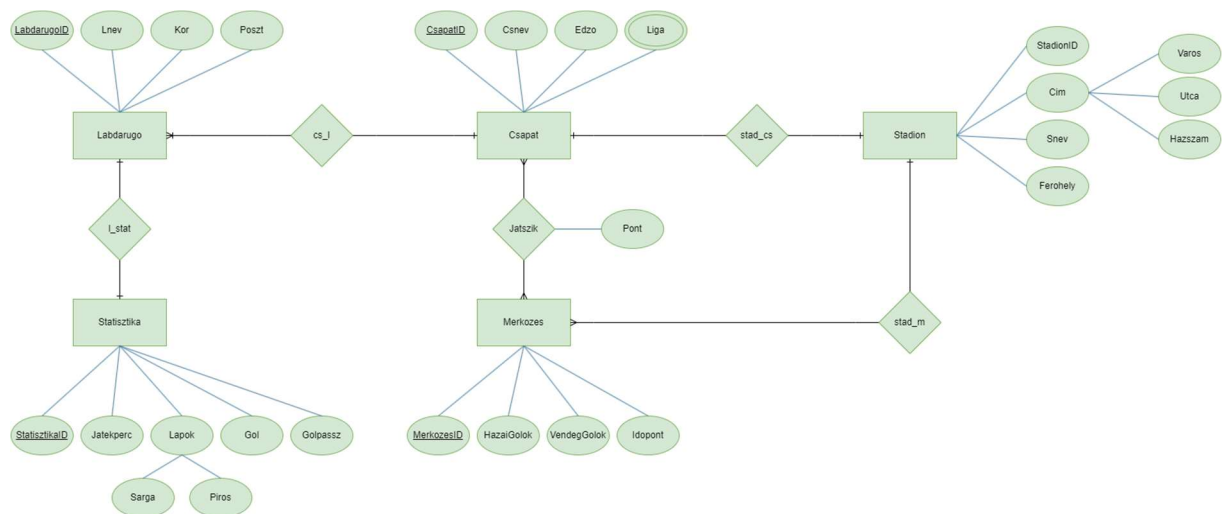 LabdarugoID
Lnev
Kor
Poszt
CsapatID
Csnev
Edzo
Liga
StadionID
Cim
Snev
Ferohely
Varos
Utca
Hazszam
Labdarugo
cs_l
Csapat
stad_cs
Stadion
l_stat
Jatszik
Pont
Statisztika
Merkozes
stad_m
StatisztikaID
Jatekperc
Lapok
Gol
Golpassz
MerkozesID
HazaiGolok
VendegGolok
Idopont
Sarga
Piros